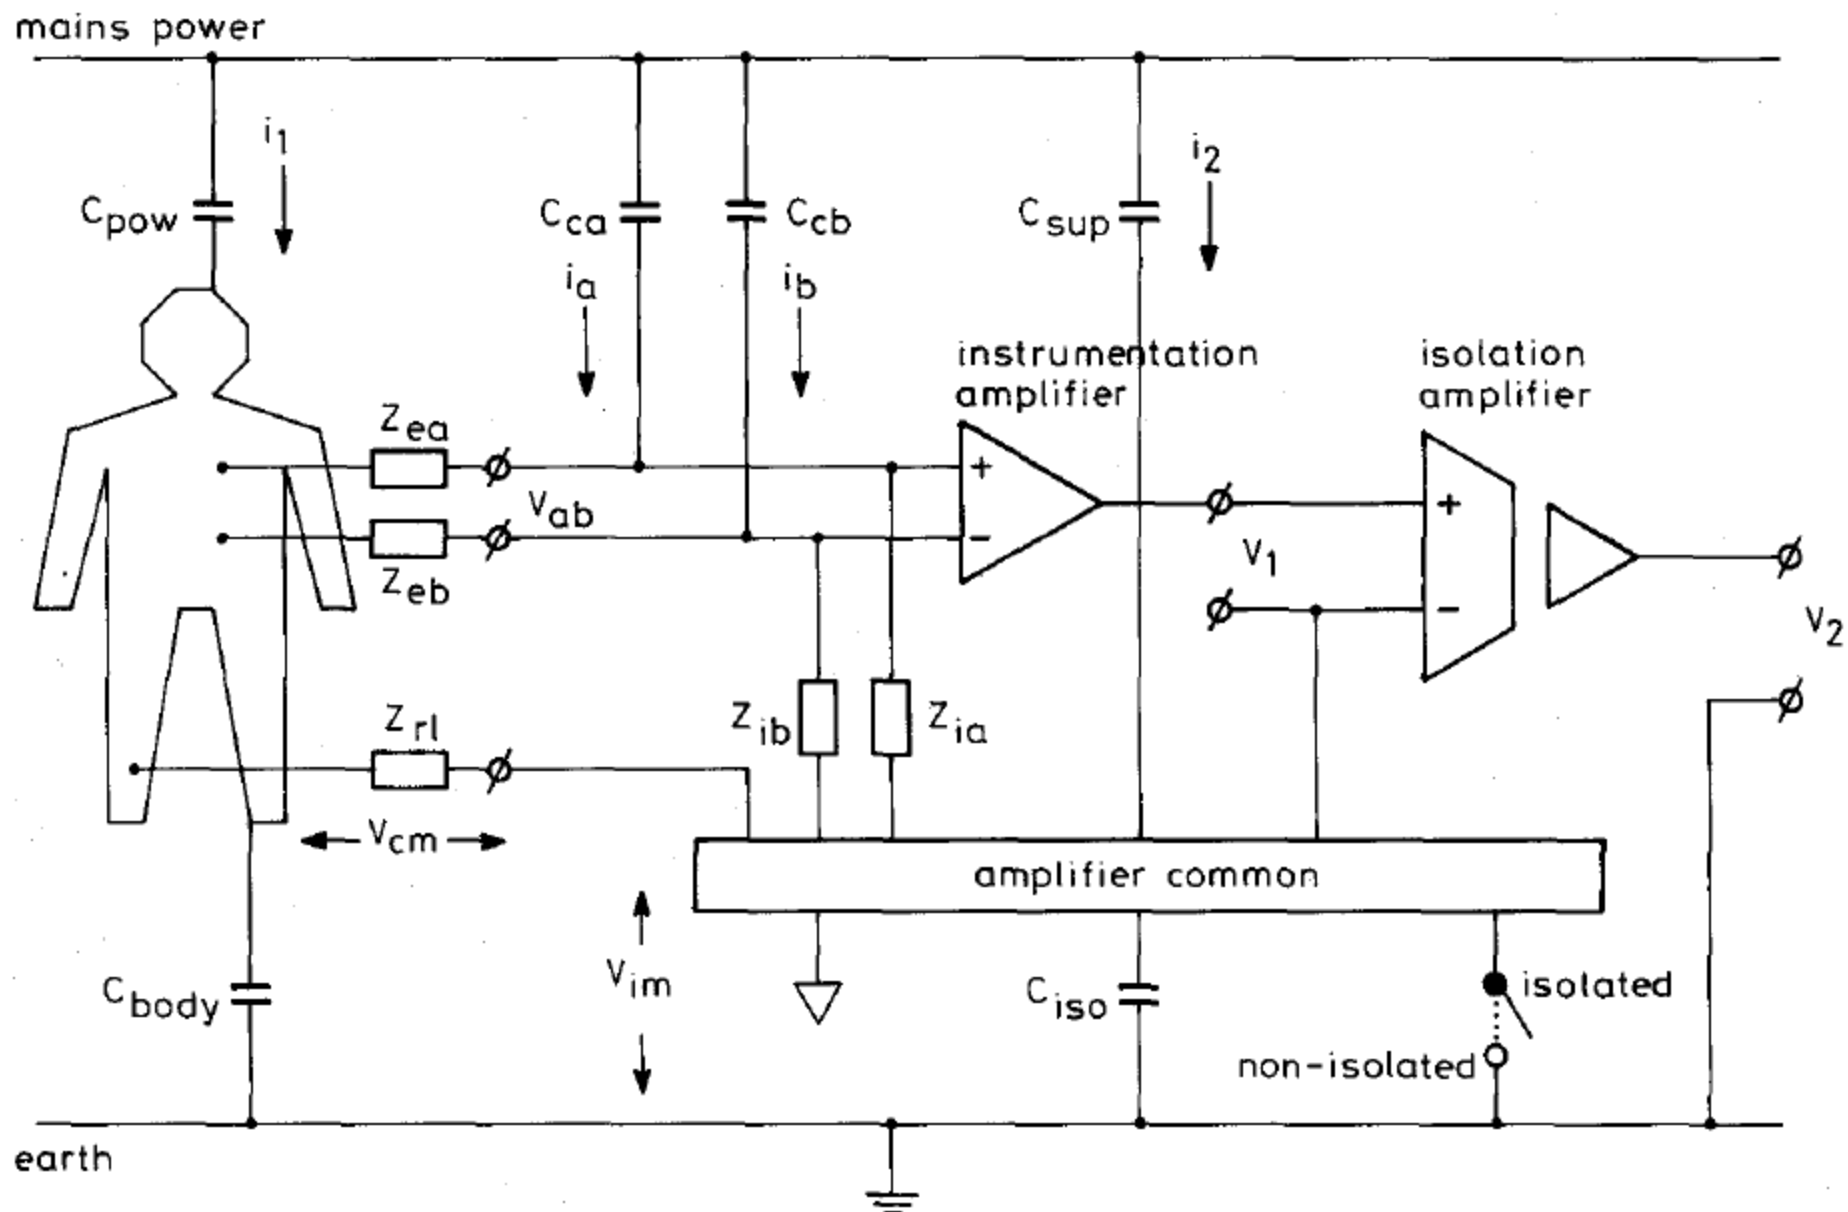 mains power
i1
i2
Cpow
Cca
Ccb
Csup
ia
ib
instrumentation
amplifier
isolation
amplifier
Zea
+
Vab
+
-
Zeb
V1
-
V2
Zrl
Zib
Zia
Vcm
amplifier common
Vim
Cbody
Ciso
isolated
non-isolated
earth